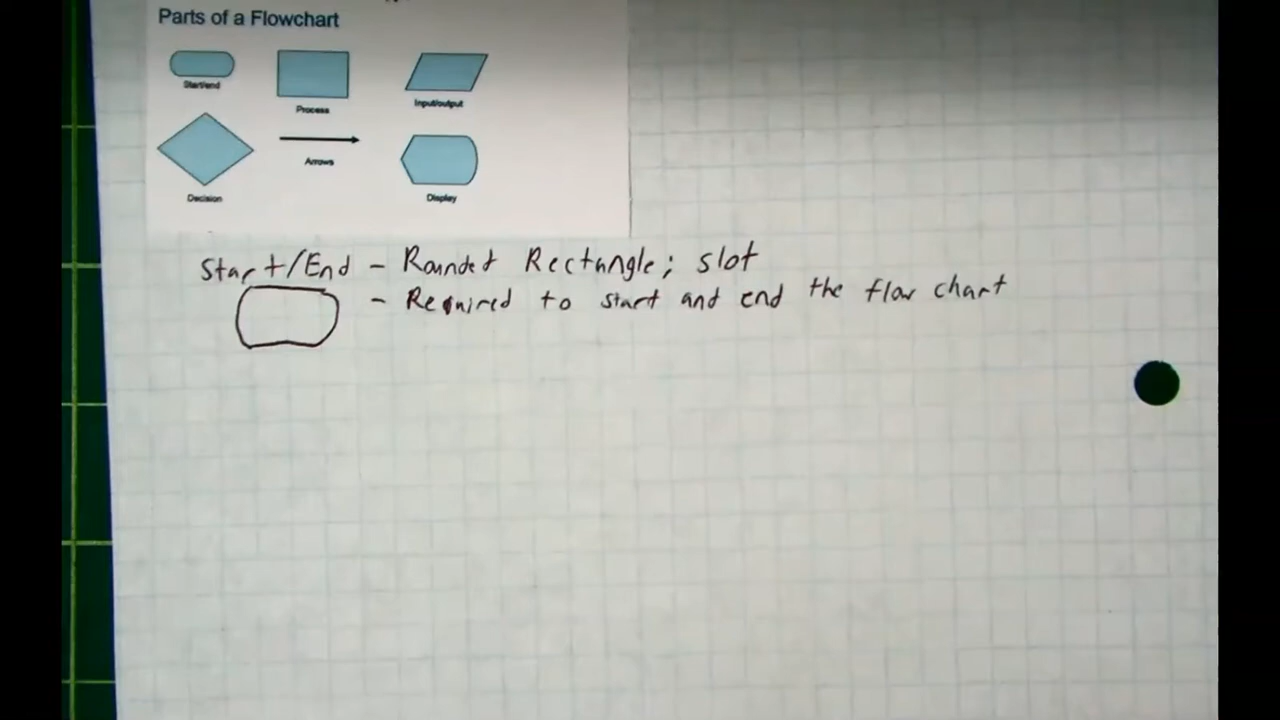 Parts of a Flowchart
Start/end
Process
Input/output
Decision
Arrows
Display
Start/End - Rounded Rectangle; slot
- Required to start and end the flow chart